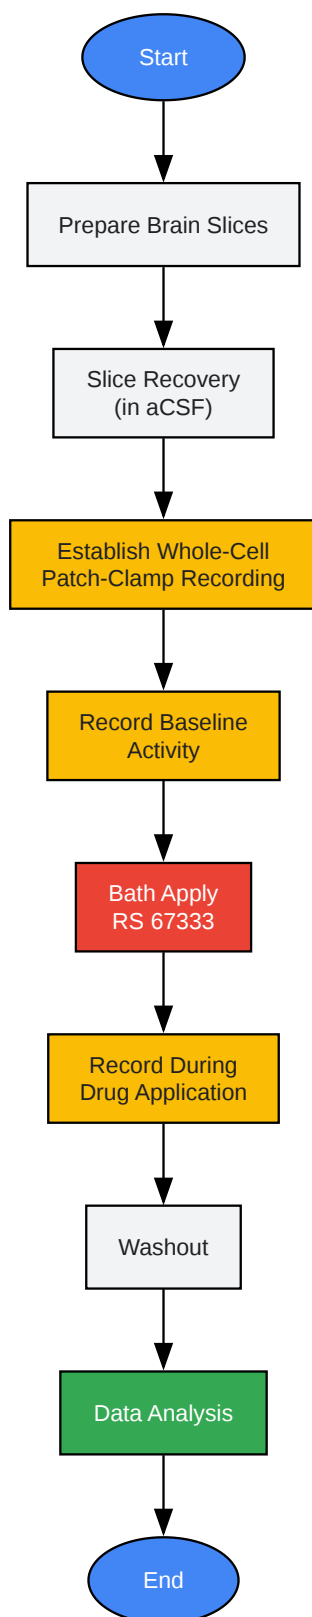 Start
Prepare Brain Slices
Slice Recovery
(in aCSF)
Establish Whole-Cell
Patch-Clamp Recording
Record Baseline
Activity
Bath Apply
RS 67333
Record During
Drug Application
Washout
Data Analysis
End